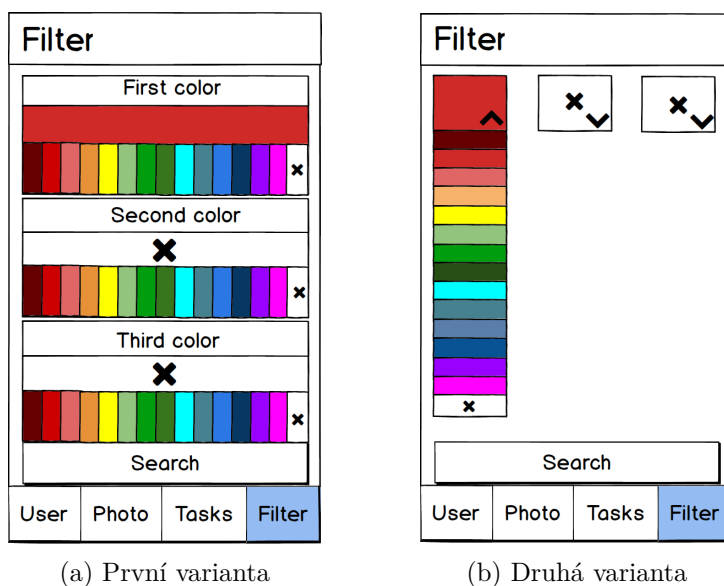 Filter
First color
Second color
Third color
Search
User Photo Tasks Filter
(a) První varianta
Filter
Search
User Photo Tasks Filter
(b) Druhá varianta